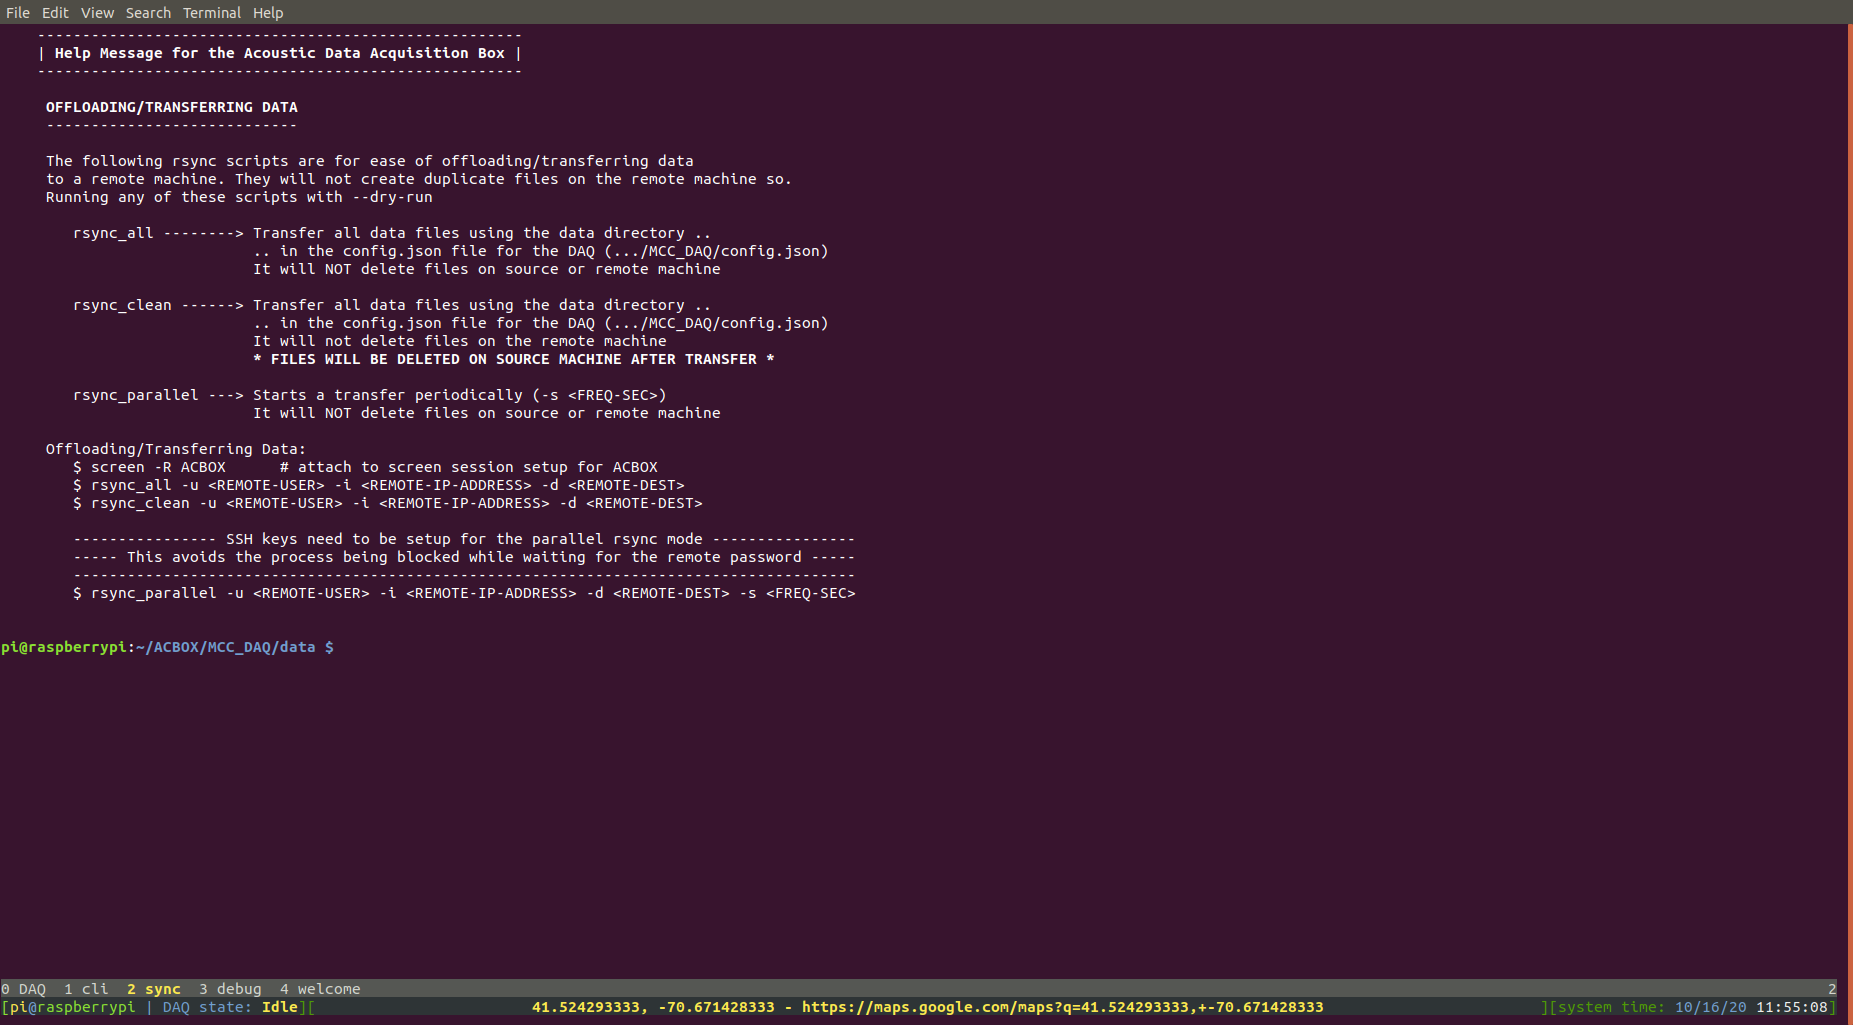 File Edit View Search Terminal Help
------------------------------------------------------
| Help Message for the Acoustic Data Acquisition Box |
------------------------------------------------------
OFFLOADING/TRANSFERRING DATA
----------------------------
The following rsync scripts are for ease of offloading/transferring data
to a remote machine. They will not create duplicate files on the remote machine so.
Running any of these scripts with --dry-run
rsync_all --------> Transfer all data files using the data directory ..
.. in the config.json file for the DAQ (.../MCC_DAQ/config.json)
It will NOT delete files on source or remote machine
rsync_clean ------> Transfer all data files using the data directory ..
.. in the config.json file for the DAQ (.../MCC_DAQ/config.json)
It will not delete files on the remote machine
* FILES WILL BE DELETED ON SOURCE MACHINE AFTER TRANSFER *
rsync_parallel ---> Starts a transfer periodically (-s <FREQ-SEC>)
It will NOT delete files on source or remote machine
Offloading/Transferring Data:
$ screen -R ACBOX      # attach to screen session setup for ACBOX
$ rsync_all -u <REMOTE-USER> -i <REMOTE-IP-ADDRESS> -d <REMOTE-DEST>
$ rsync_clean -u <REMOTE-USER> -i <REMOTE-IP-ADDRESS> -d <REMOTE-DEST>
---------------- SSH keys need to be setup for the parallel rsync mode ----------------
----- This avoids the process being blocked while waiting for the remote password -----
---------------------------------------------------------------------------------------
$ rsync_parallel -u <REMOTE-USER> -i <REMOTE-IP-ADDRESS> -d <REMOTE-DEST> -s <FREQ-SEC>
pi@raspberrypi:~/ACBOX/MCC_DAQ/data $
0 DAQ  1 cli  2 sync  3 debug  4 welcome 2
[pi@raspberrypi | DAQ state: Idle][ 41.524293333, -70.671428333 - https://maps.google.com/maps?q=41.524293333,+-70.671428333 ][system time: 10/16/20 11:55:08]